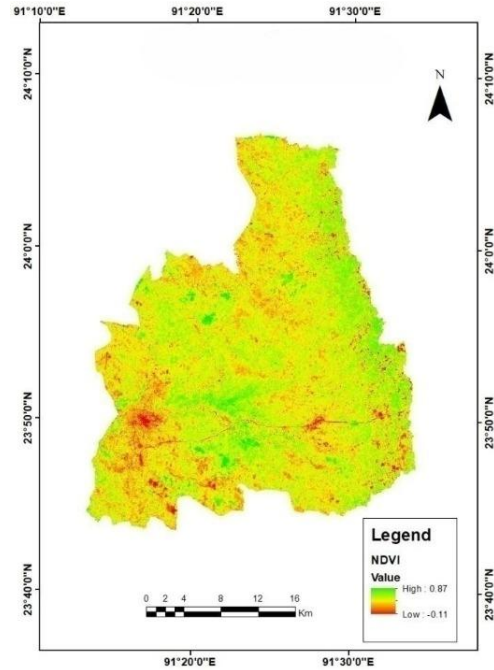 91°10'0"E 91°20'0"E 91°30'0"E
24°10'0"N
24°10'0"N
N
24°0'0"N
24°0'0"N
23°50'0"N
23°50'0"N
Legend
NDVI
Value
High : 0.87
Low : -0.11
23°40'0"N
23°40'0"N
0 2 4 8 12 16
Km
91°20'0"E 91°30'0"E